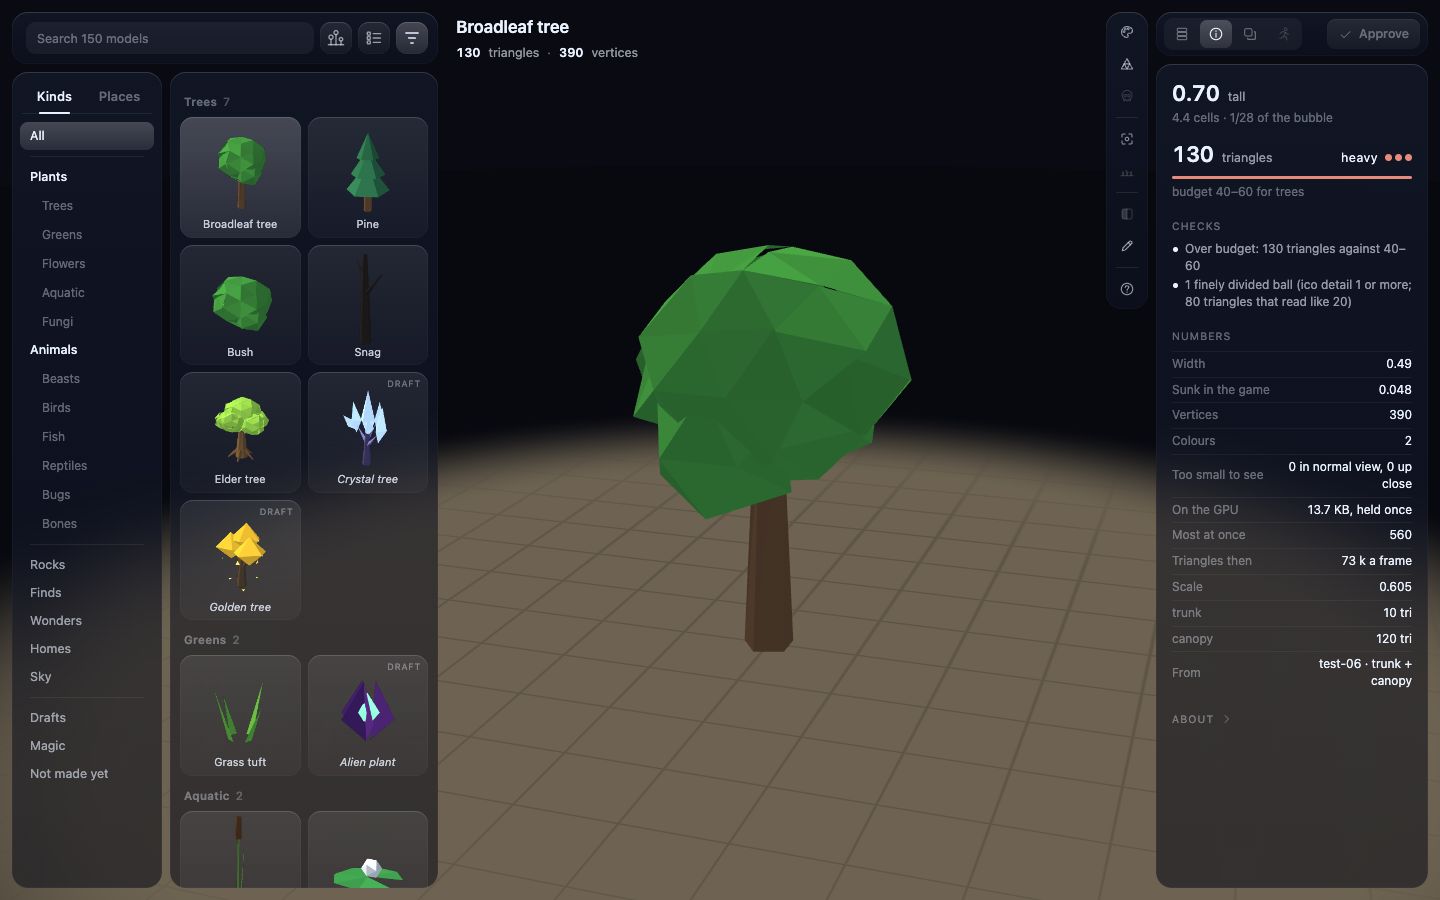 Search 150 models
Kinds
Places
All
Plants
Trees
Greens
Flowers
Aquatic
Fungi
Animals
Beasts
Birds
Fish
Reptiles
Bugs
Bones
Rocks
Finds
Wonders
Homes
Sky
Drafts
Magic
Not made yet
Trees 7
Broadleaf tree
Pine
Bush
Snag
Elder tree
DRAFT
Crystal tree
DRAFT
Golden tree
Greens 2
Grass tuft
DRAFT
Alien plant
Aquatic 2
Broadleaf tree
130 triangles · 390 vertices
Approve
0.70 tall
4.4 cells · 1/28 of the bubble
130 triangles heavy
budget 40–60 for trees
CHECKS
Over budget: 130 triangles against 40–
60
1 finely divided ball (ico detail 1 or more;
80 triangles that read like 20)
NUMBERS
Width 0.49
Sunk in the game 0.048
Vertices 390
Colours 2
Too small to see 0 in normal view, 0 up
close
On the GPU 13.7 KB, held once
Most at once 560
Triangles then 73 k a frame
Scale 0.605
trunk 10 tri
canopy 120 tri
From test-06 · trunk +
canopy
ABOUT